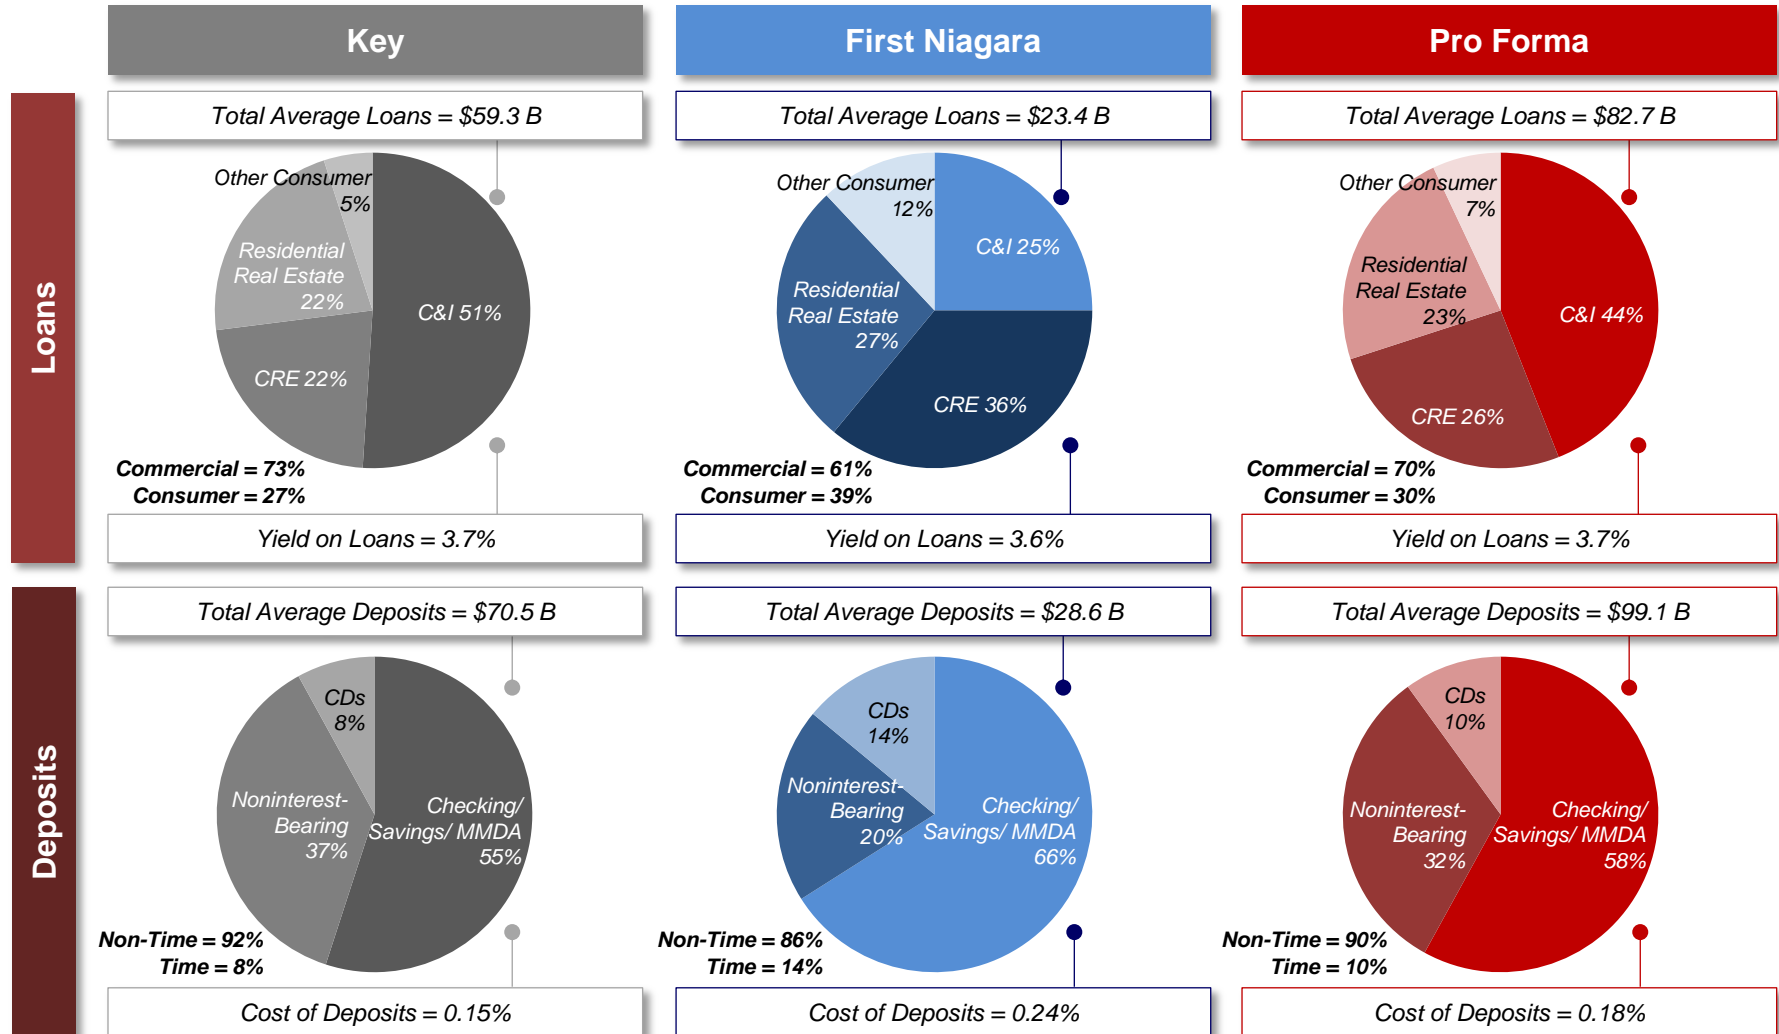 Key
First Niagara
Pro Forma
Loans
Total Average Loans = $59.3 B
Other Consumer
5%
Residential
Real Estate
22%
C&I 51%
CRE 22%
Commercial = 73%
Consumer = 27%
Yield on Loans = 3.7%
Total Average Loans = $23.4 B
Other Consumer
12%
C&I 25%
Residential
Real Estate
27%
CRE 36%
Commercial = 61%
Consumer = 39%
Yield on Loans = 3.6%
Total Average Loans = $82.7 B
Other Consumer
7%
Residential
Real Estate
23%
C&I 44%
CRE 26%
Commercial = 70%
Consumer = 30%
Yield on Loans = 3.7%
Deposits
Total Average Deposits = $70.5 B
CDs
8%
Noninterest-
Bearing
37%
Checking/
Savings/ MMDA
55%
Non-Time = 92%
Time = 8%
Cost of Deposits = 0.15%
Total Average Deposits = $28.6 B
CDs
14%
Noninterest-
Bearing
20%
Checking/
Savings/ MMDA
66%
Non-Time = 86%
Time = 14%
Cost of Deposits = 0.24%
Total Average Deposits = $99.1 B
CDs
10%
Noninterest-
Bearing
32%
Checking/
Savings/ MMDA
58%
Non-Time = 90%
Time = 10%
Cost of Deposits = 0.18%